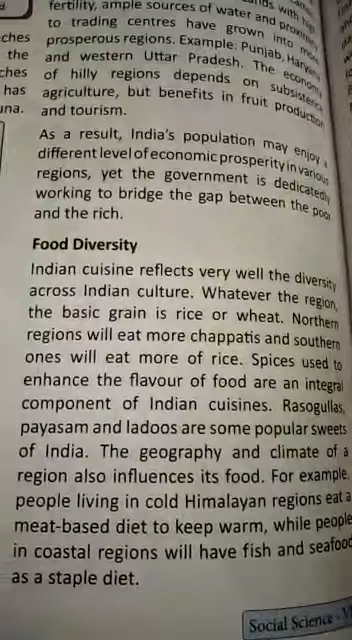 fertility, ample sources of water and
to trading centres have grown into
prosperous regions. Example: Punjab, Haryana
and western Uttar Pradesh. The economy
of hilly regions depends on subsistence
agriculture, but benefits in fruit production
and tourism.
ches
the
ches
has
una.
As a result, India's population may enjoy a
different level of economic prosperity in various
regions, yet the government is dedicatedly
working to bridge the gap between the poor
and the rich.
Food Diversity
Indian cuisine reflects very well the diversity
across Indian culture. Whatever the region,
the basic grain is rice or wheat. Northern
regions will eat more chappatis and southern
ones will eat more of rice. Spices used to
enhance the flavour of food are an integral
component of Indian cuisines. Rasogullas,
payasam and ladoos are some popular sweets
of India. The geography and climate of a
region also influences its food. For example,
people living in cold Himalayan regions eat a
meat-based diet to keep warm, while people
in coastal regions will have fish and seafood
as a staple diet.
Social Science